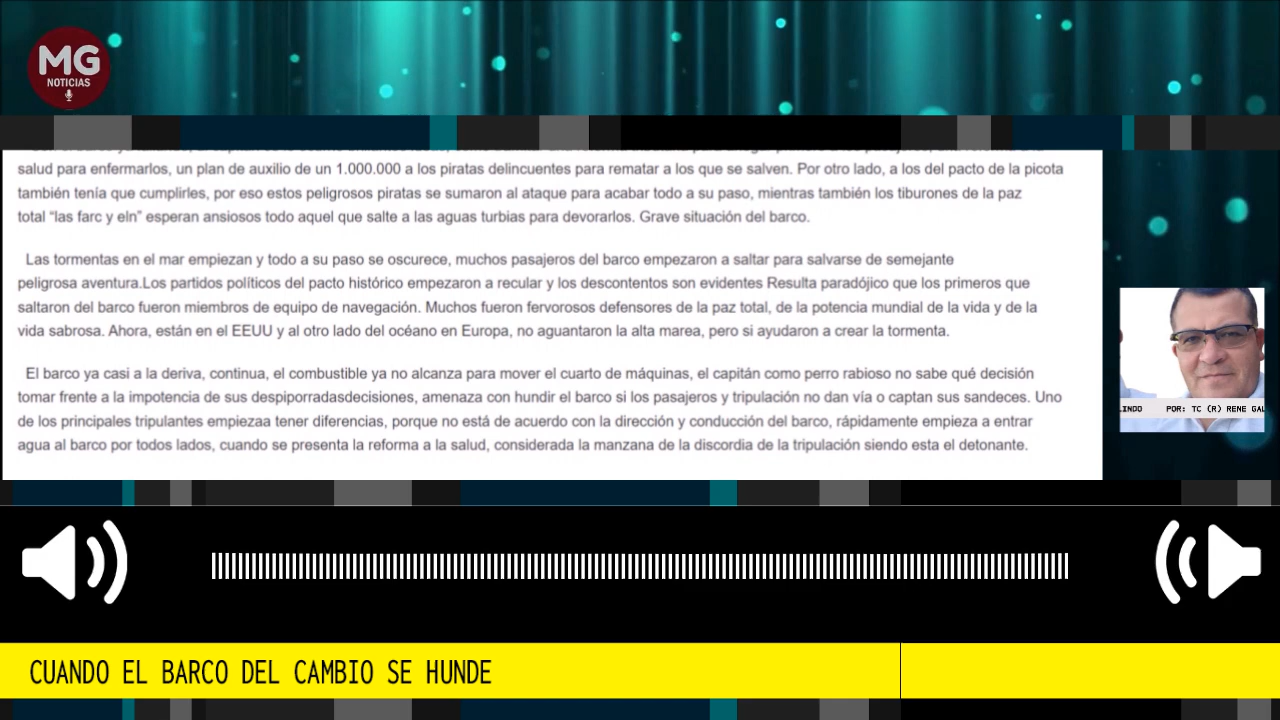 MG
NOTICIAS
salud para enfermarlos, un plan de auxilio de un 1.000.000 a los piratas delincuentes para rematar a los que se salven. Por otro lado, a los del pacto de la picota
también tenía que cumplirles, por eso estos peligrosos piratas se sumaron al ataque para acabar todo a su paso, mientras también los tiburones de la paz
total “las farc y eln” esperan ansiosos todo aquel que salte a las aguas turbias para devorarlos. Grave situación del barco.
Las tormentas en el mar empiezan y todo a su paso se oscurece, muchos pasajeros del barco empezaron a saltar para salvarse de semejante
peligrosa aventura.Los partidos políticos del pacto histórico empezaron a recular y los descontentos son evidentes Resulta paradójico que los primeros que
saltaron del barco fueron miembros de equipo de navegación. Muchos fueron fervorosos defensores de la paz total, de la potencia mundial de la vida y de la
vida sabrosa. Ahora, están en el EEUU y al otro lado del océano en Europa, no aguantaron la alta marea, pero si ayudaron a crear la tormenta.
El barco ya casi a la deriva, continua, el combustible ya no alcanza para mover el cuarto de máquinas, el capitán como perro rabioso no sabe qué decisión
tomar frente a la impotencia de sus despiporradasdecisiones, amenaza con hundir el barco si los pasajeros y tripulación no dan vía o captan sus sandeces. Uno
de los principales tripulantes empiezaa tener diferencias, porque no está de acuerdo con la dirección y conducción del barco, rápidamente empieza a entrar
agua al barco por todos lados, cuando se presenta la reforma a la salud, considerada la manzana de la discordia de la tripulación siendo esta el detonante.
LINDO POR: TC (R) RENE GAL
CUANDO EL BARCO DEL CAMBIO SE HUNDE